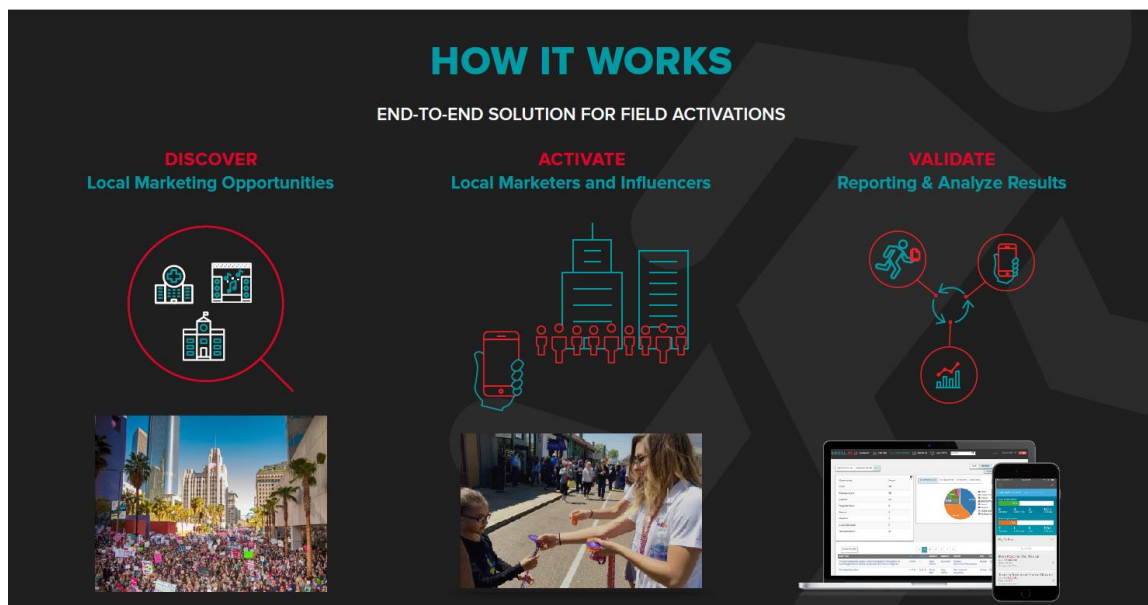 HOW IT WORKS
END-TO-END SOLUTION FOR FIELD ACTIVATIONS
DISCOVER
Local Marketing Opportunities
ACTIVATE
Local Marketers and Influencers
VALIDATE
Reporting & Analyze Results